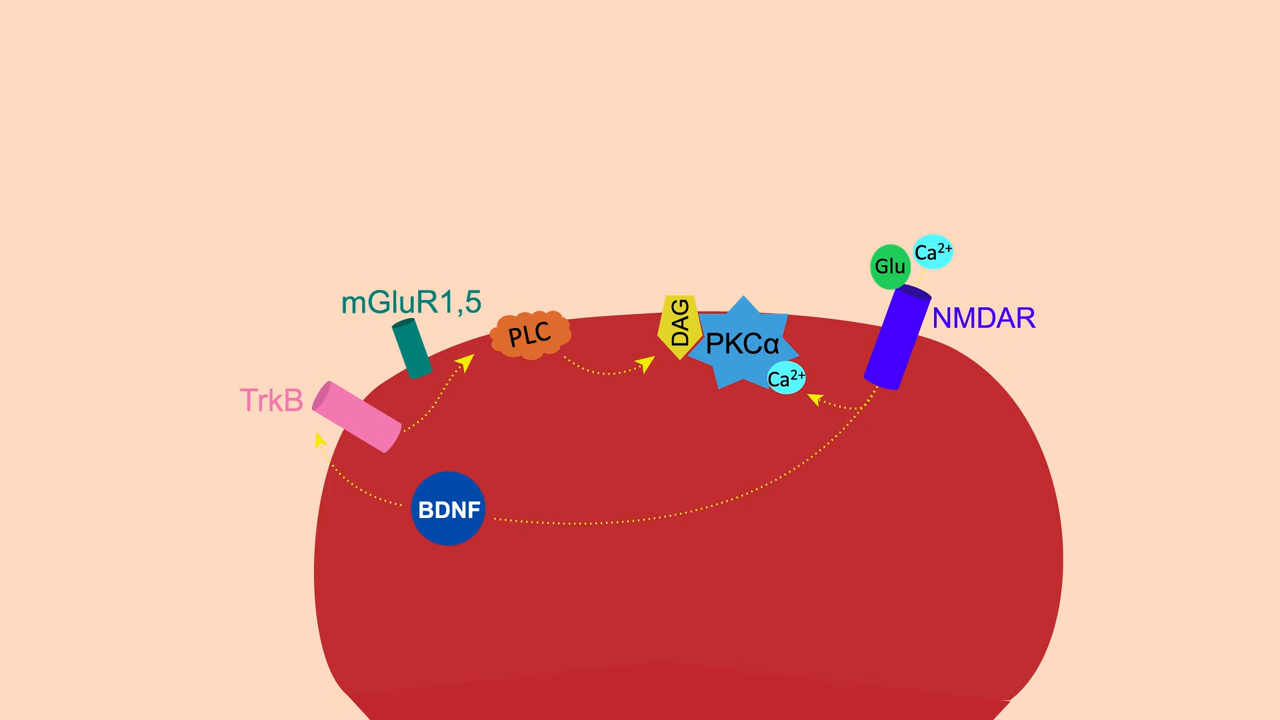 Glu
Ca²⁺
mGluR1,5
PLC
DAG
PKCα
NMDAR
Ca²⁺
TrkB
BDNF